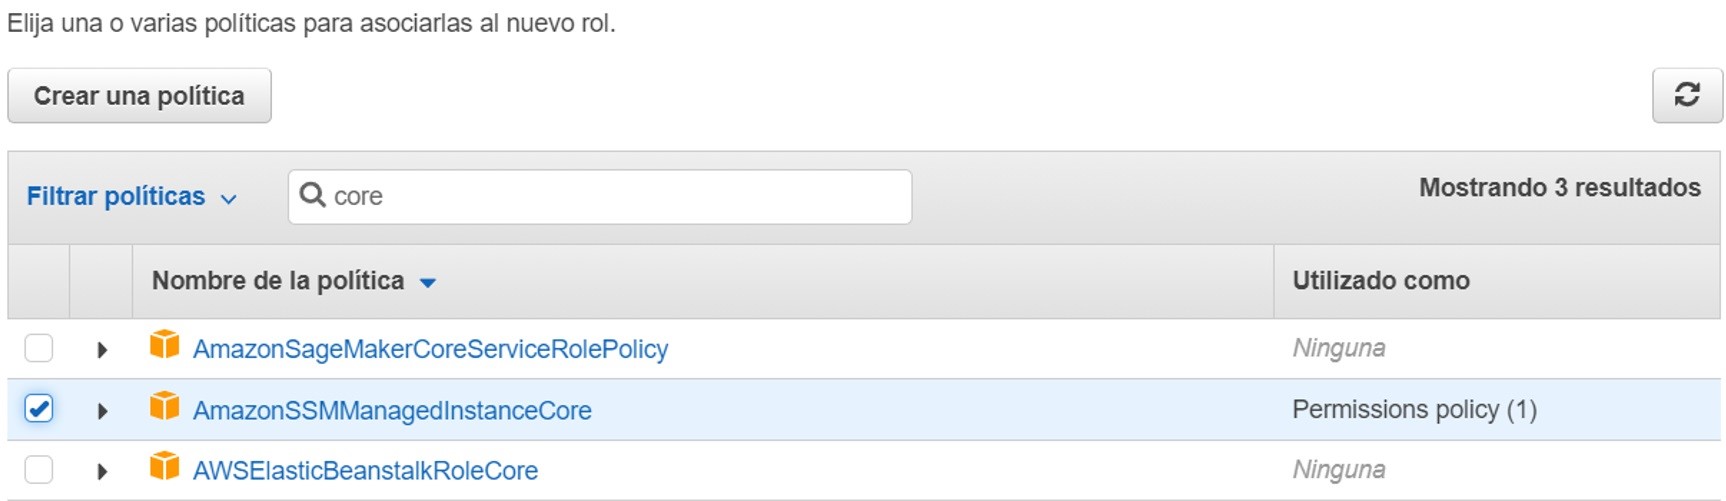 Elija una o varias políticas para asociarlas al nuevo rol.
Crear una política
Filtrar políticas
core
Mostrando 3 resultados
Nombre de la política
Utilizado como
AmazonSageMakerCoreServiceRolePolicy
Ninguna
AmazonSSMManagedInstanceCore
Permissions policy (1)
AWSElasticBeanstalkRoleCore
Ninguna